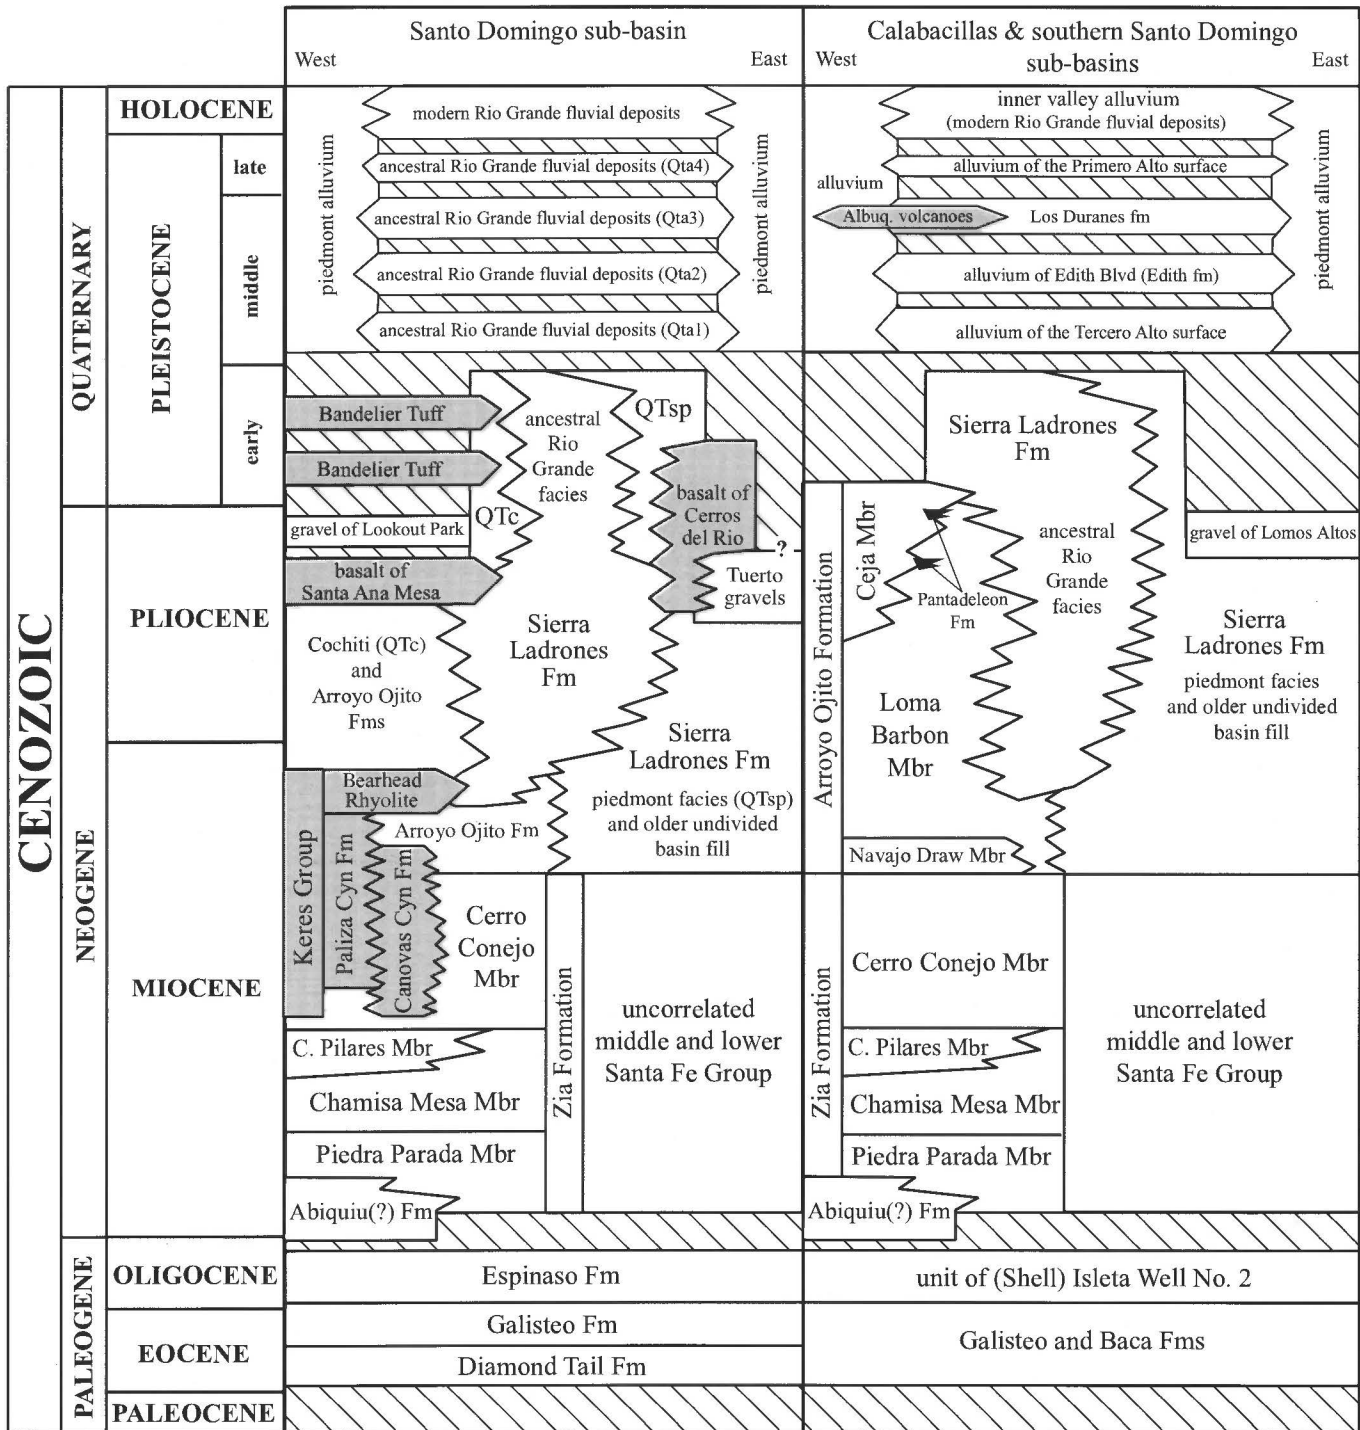 Santo Domingo sub-basin
West
East
Calabacillas & southern Santo Domingo
sub-basins
West
East
CENOZOIC
QUATERNARY
NEOGENE
PALEOGENE
HOLOCENE
PLEISTOCENE
late
middle
early
PLIOCENE
MIOCENE
OLIGOCENE
EOCENE
PALEOCENE
piedmont alluvium
modern Rio Grande fluvial deposits
ancestral Rio Grande fluvial deposits (Qta4)
ancestral Rio Grande fluvial deposits (Qta3)
ancestral Rio Grande fluvial deposits (Qta2)
ancestral Rio Grande fluvial deposits (Qta1)
piedmont alluvium
Bandelier Tuff
Bandelier Tuff
gravel of Lookout Park
basalt of
Santa Ana Mesa
QTc
ancestral
Rio
Grande
facies
QTsp
basalt of
Cerros
del Rio
?
Tuerto
gravels
Cochiti (QTc)
and
Arroyo Ojito
Fms
Sierra
Ladrones
Fm
Sierra
Ladrones Fm
piedmont facies (QTsp)
and older undivided
basin fill
Bearhead
Rhyolite
Arroyo Ojito Fm
Keres Group
Paliza Cyn Fm
Canovas Cyn Fm
Cerro
Conejo
Mbr
C. Pilares Mbr
Chamisa Mesa Mbr
Piedra Parada Mbr
Abiquiu(?) Fm
Zia Formation
uncorrelated
middle and lower
Santa Fe Group
Espinaso Fm
Galisteo Fm
Diamond Tail Fm
inner valley alluvium
(modern Rio Grande fluvial deposits)
alluvium of the Primero Alto surface
alluvium
Albuq. volcanoes
Los Duranes fm
alluvium of Edith Blvd (Edith fm)
alluvium of the Tercero Alto surface
piedmont alluvium
Sierra Ladrones
Fm
Arroyo Ojito Formation
Ceja Mbr
Pantadeleon
Fm
ancestral
Rio
Grande
facies
gravel of Lomos Altos
Loma
Barbon
Mbr
Sierra
Ladrones Fm
piedmont facies
and older undivided
basin fill
Navajo Draw Mbr
Zia Formation
Cerro Conejo Mbr
C. Pilares Mbr
Chamisa Mesa Mbr
Piedra Parada Mbr
Abiquiu(?) Fm
uncorrelated
middle and lower
Santa Fe Group
unit of (Shell) Isleta Well No. 2
Galisteo and Baca Fms